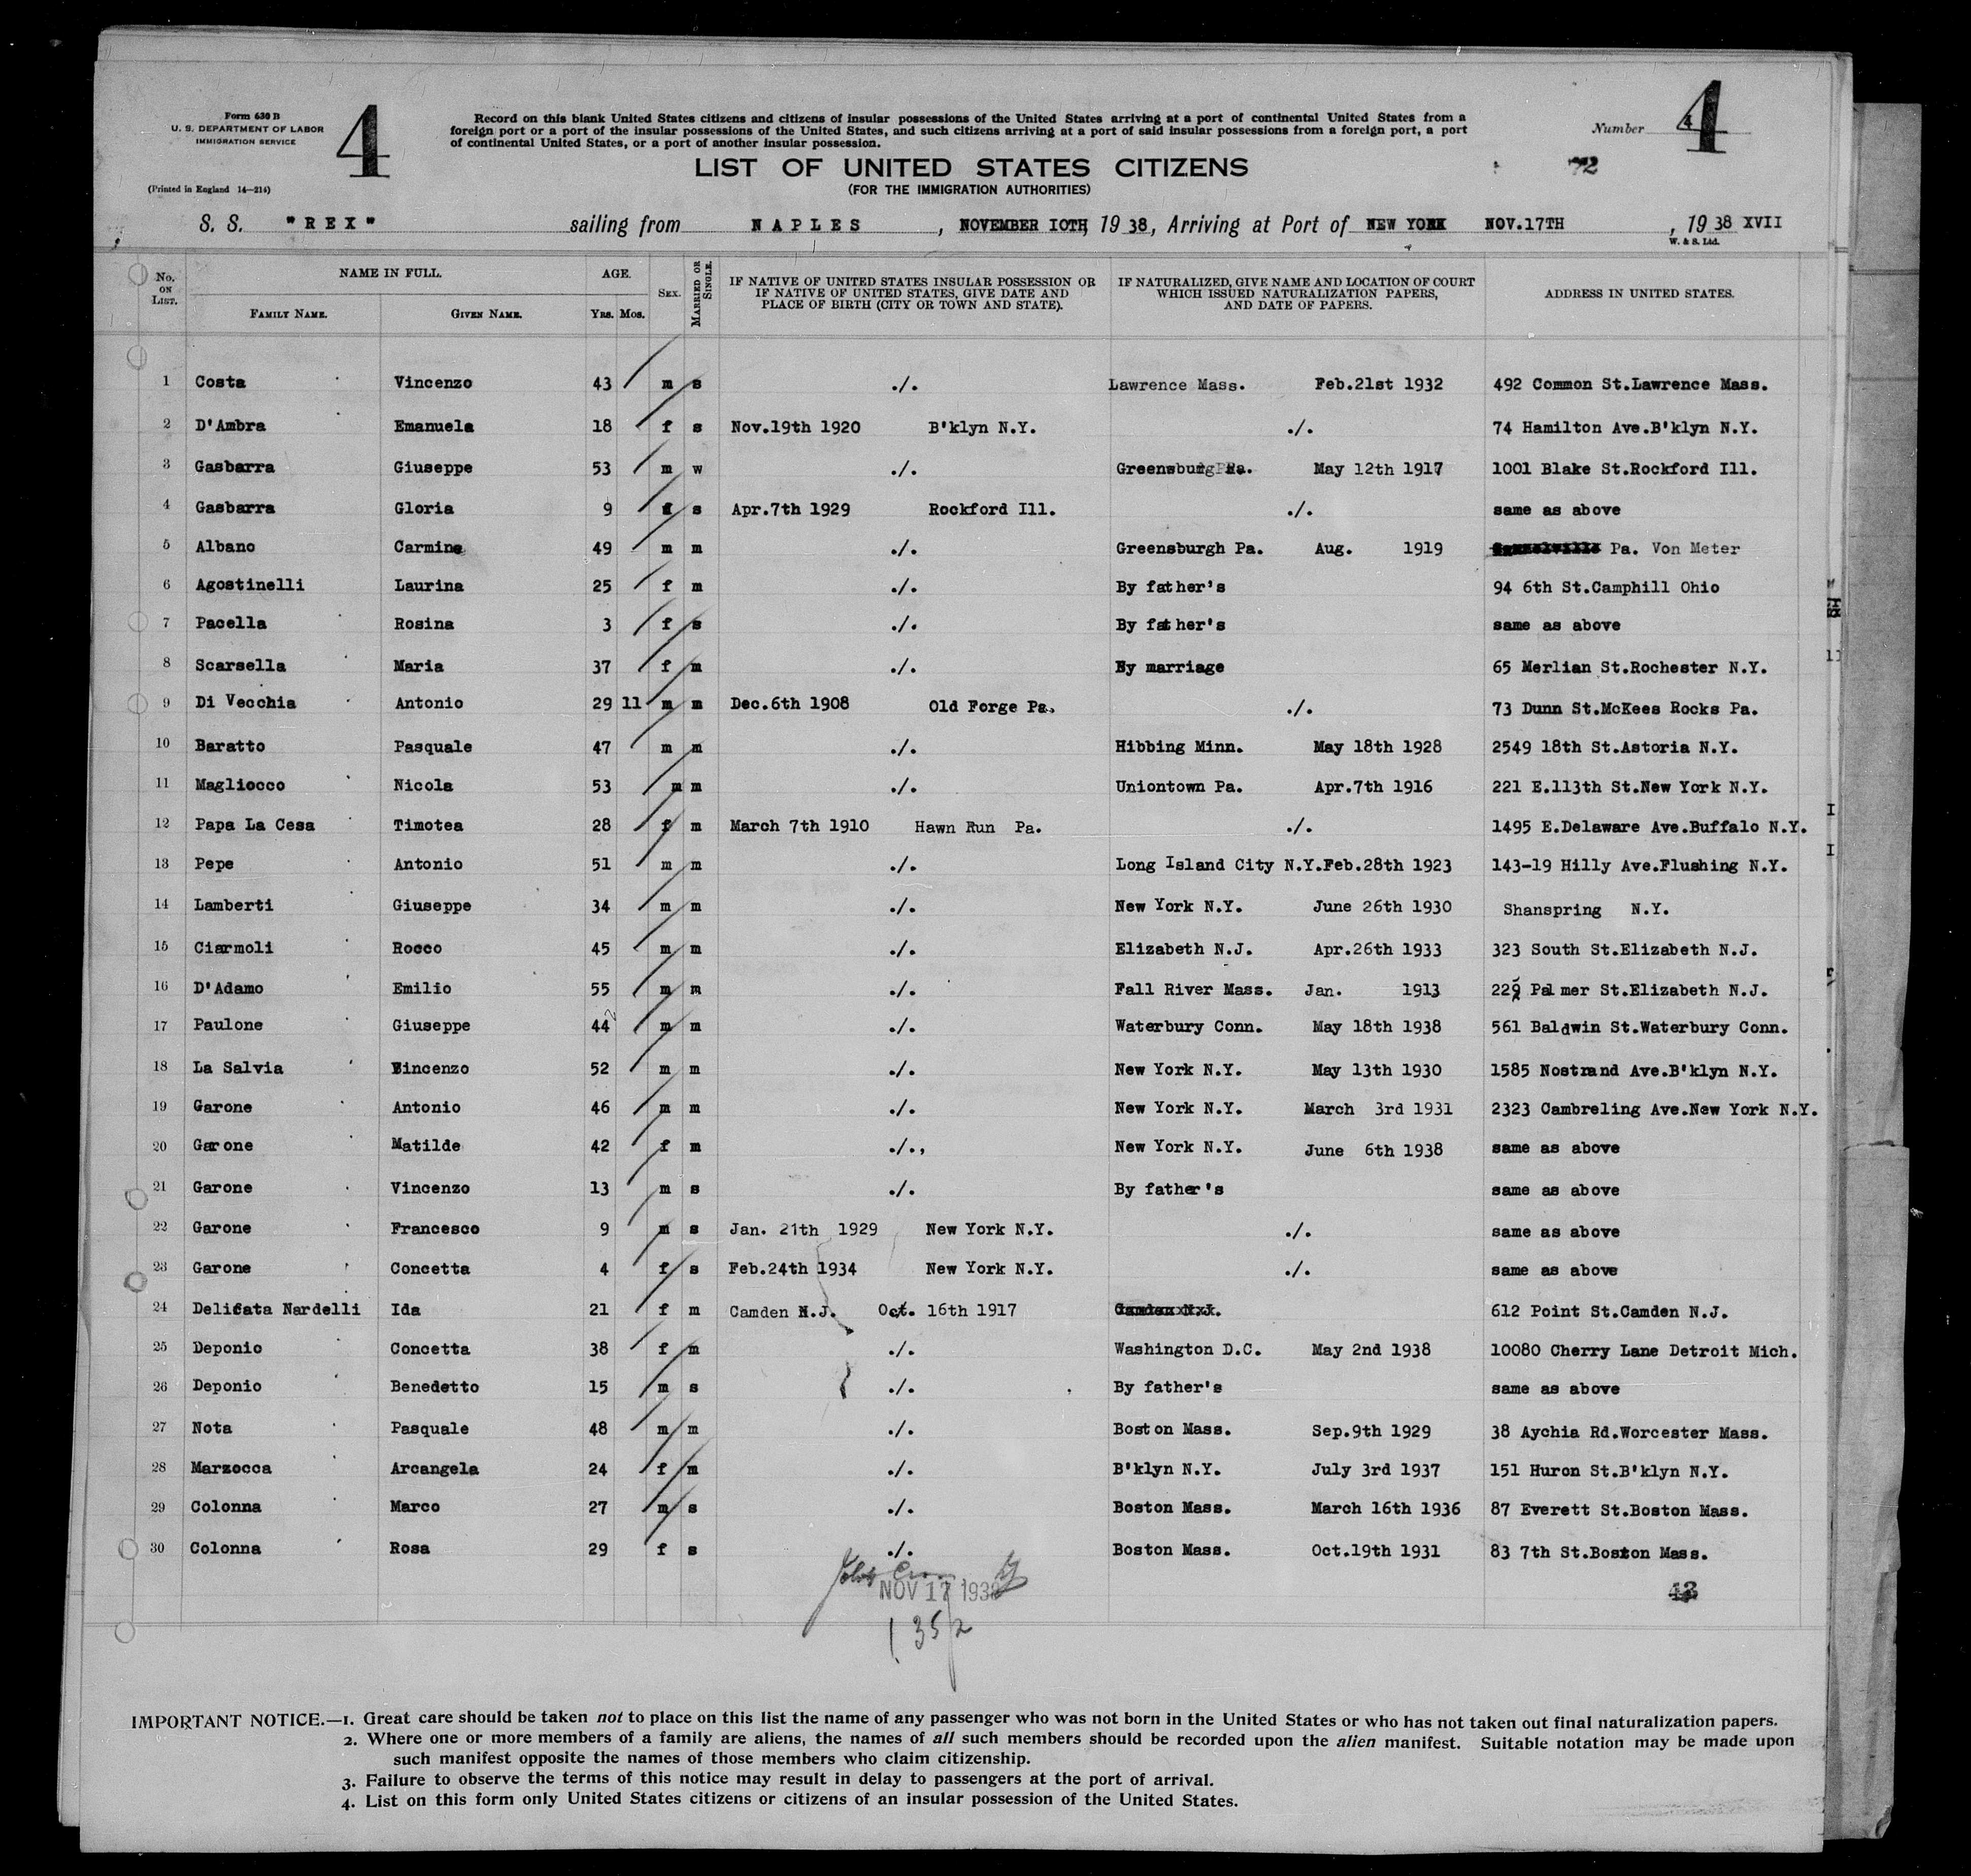 Form 630 B
U. S. DEPARTMENT OF LABOR
IMMIGRATION SERVICE
(Printed in England 14—214)
4
Record on this blank United States citizens and citizens of insular possessions of the United States arriving at a port of continental United States from a
foreign port or a port of the insular possessions of the United States, and such citizens arriving at a port of said insular possessions from a foreign port, a port
of continental United States, or a port of another insular possession.
Number 4
4
72
LIST OF UNITED STATES CITIZENS
(FOR THE IMMIGRATION AUTHORITIES)
S. S. "REX" sailing from NAPLES, NOVEMBER IOTH, 1938, Arriving at Port of NEW YORK NOV.17TH, 1938 XVII
W. & S. Ltd.
No. ON LIST. NAME IN FULL. FAMILY NAME. GIVEN NAME. AGE. YRS. MOS. SEX. MARRIED OR SINGLE. IF NATIVE OF UNITED STATES INSULAR POSSESSION OR IF NATIVE OF UNITED STATES, GIVE DATE AND PLACE OF BIRTH (CITY OR TOWN AND STATE). IF NATURALIZED, GIVE NAME AND LOCATION OF COURT WHICH ISSUED NATURALIZATION PAPERS, AND DATE OF PAPERS. ADDRESS IN UNITED STATES.
1 Costa Vincenzo 43 m s ./. Lawrence Mass. Feb.21st 1932 492 Common St.Lawrence Mass.
2 D'Ambra Emanuela 18 f s Nov.19th 1920 B'klyn N.Y. ./. 74 Hamilton Ave.B'klyn N.Y.
3 Gasbarra Giuseppe 53 m w ./. Greensburg Pa. May 12th 1917 1001 Blake St.Rockford Ill.
4 Gasbarra Gloria 9 f s Apr.7th 1929 Rockford Ill. ./. same as above
5 Albano Carmine 49 m m ./. Greensburgh Pa. Aug. 1919 Pa. Von Meter
6 Agostinelli Laurina 25 f m ./. By father's 94 6th St.Camphill Ohio
7 Pacella Rosina 3 f s ./. By father's same as above
8 Scarsella Maria 37 f m ./. By marriage 65 Merlian St.Rochester N.Y.
9 Di Vecchia Antonio 29 11 m m Dec.6th 1908 Old Forge Pa. ./. 73 Dunn St.McKees Rocks Pa.
10 Baratto Pasquale 47 m m ./. Hibbing Minn. May 18th 1928 2549 18th St.Astoria N.Y.
11 Magliocco Nicola 53 m m ./. Uniontown Pa. Apr.7th 1916 221 E.113th St.New York N.Y.
12 Papa La Cesa Timotea 28 f m March 7th 1910 Hawn Run Pa. ./. 1495 E.Delaware Ave.Buffalo N.Y.
13 Pepe Antonio 51 m m ./. Long Island City N.Y.Feb.28th 1923 143-19 Hilly Ave.Flushing N.Y.
14 Lamberti Giuseppe 34 m m ./. New York N.Y. June 26th 1930 Shanspring N.Y.
15 Ciarmoli Rocco 45 m m ./. Elizabeth N.J. Apr.26th 1933 323 South St.Elizabeth N.J.
16 D'Adamo Emilio 55 m m ./. Fall River Mass. Jan. 1913 229 Palmer St.Elizabeth N.J.
17 Paulone Giuseppe 44 m m ./. Waterbury Conn. May 18th 1938 561 Baldwin St.Waterbury Conn.
18 La Salvia Vincenzo 52 m m ./. New York N.Y. May 13th 1930 1585 Nostrand Ave.B'klyn N.Y.
19 Garone Antonio 46 m m ./. New York N.Y. March 3rd 1931 2323 Cambreling Ave.New York N.Y.
20 Garone Matilde 42 f m ./., New York N.Y. June 6th 1938 same as above
21 Garone Vincenzo 13 m s ./. By father's same as above
22 Garone Francesco 9 m s Jan. 21th 1929 New York N.Y. ./. same as above
23 Garone Concetta 4 f s Feb.24th 1934 New York N.Y. ./. same as above
24 Delicata Nardelli Ida 21 f m Camden N.J. Oct. 16th 1917 Camden N.J. 612 Point St.Camden N.J.
25 Deponio Concetta 38 f m ./. Washington D.C. May 2nd 1938 10080 Cherry Lane Detroit Mich.
26 Deponio Benedetto 15 m s ./. By father's same as above
27 Nota Pasquale 48 m m ./. Boston Mass. Sep.9th 1929 38 Aychia Rd.Worcester Mass.
28 Marzocca Arcangela 24 f m ./. B'klyn N.Y. July 3rd 1937 151 Huron St.B'klyn N.Y.
29 Colonna Marco 27 m s ./. Boston Mass. March 16th 1936 87 Everett St.Boston Mass.
30 Colonna Rosa 29 f s ./. Boston Mass. Oct.19th 1931 83 7th St.Boston Mass.
NOV 17 1938
IMPORTANT NOTICE.—1. Great care should be taken not to place on this list the name of any passenger who was not born in the United States or who has not taken out final naturalization papers.
2. Where one or more members of a family are aliens, the names of all such members should be recorded upon the alien manifest. Suitable notation may be made upon
such manifest opposite the names of those members who claim citizenship.
3. Failure to observe the terms of this notice may result in delay to passengers at the port of arrival.
4. List on this form only United States citizens or citizens of an insular possession of the United States.